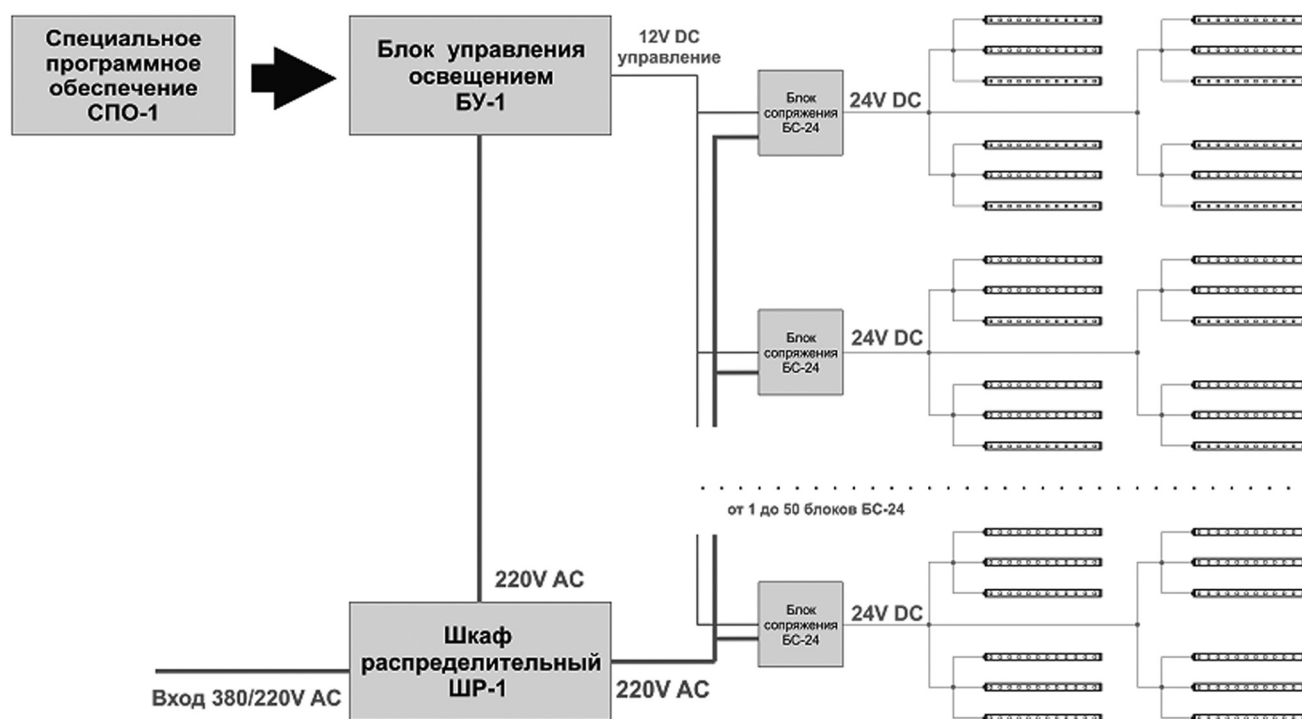 Специальное
программное
обеспечение
СПО-1
Блок управления
освещением
БУ-1
12V DC
управление
Блок
сопряжения
БС-24
24V DC
Блок
сопряжения
БС-24
24V DC
от 1 до 50 блоков БС-24
220V AC
Блок
сопряжения
БС-24
24V DC
Шкаф
распределительный
ШР-1
Вход 380/220V AC
220V AC